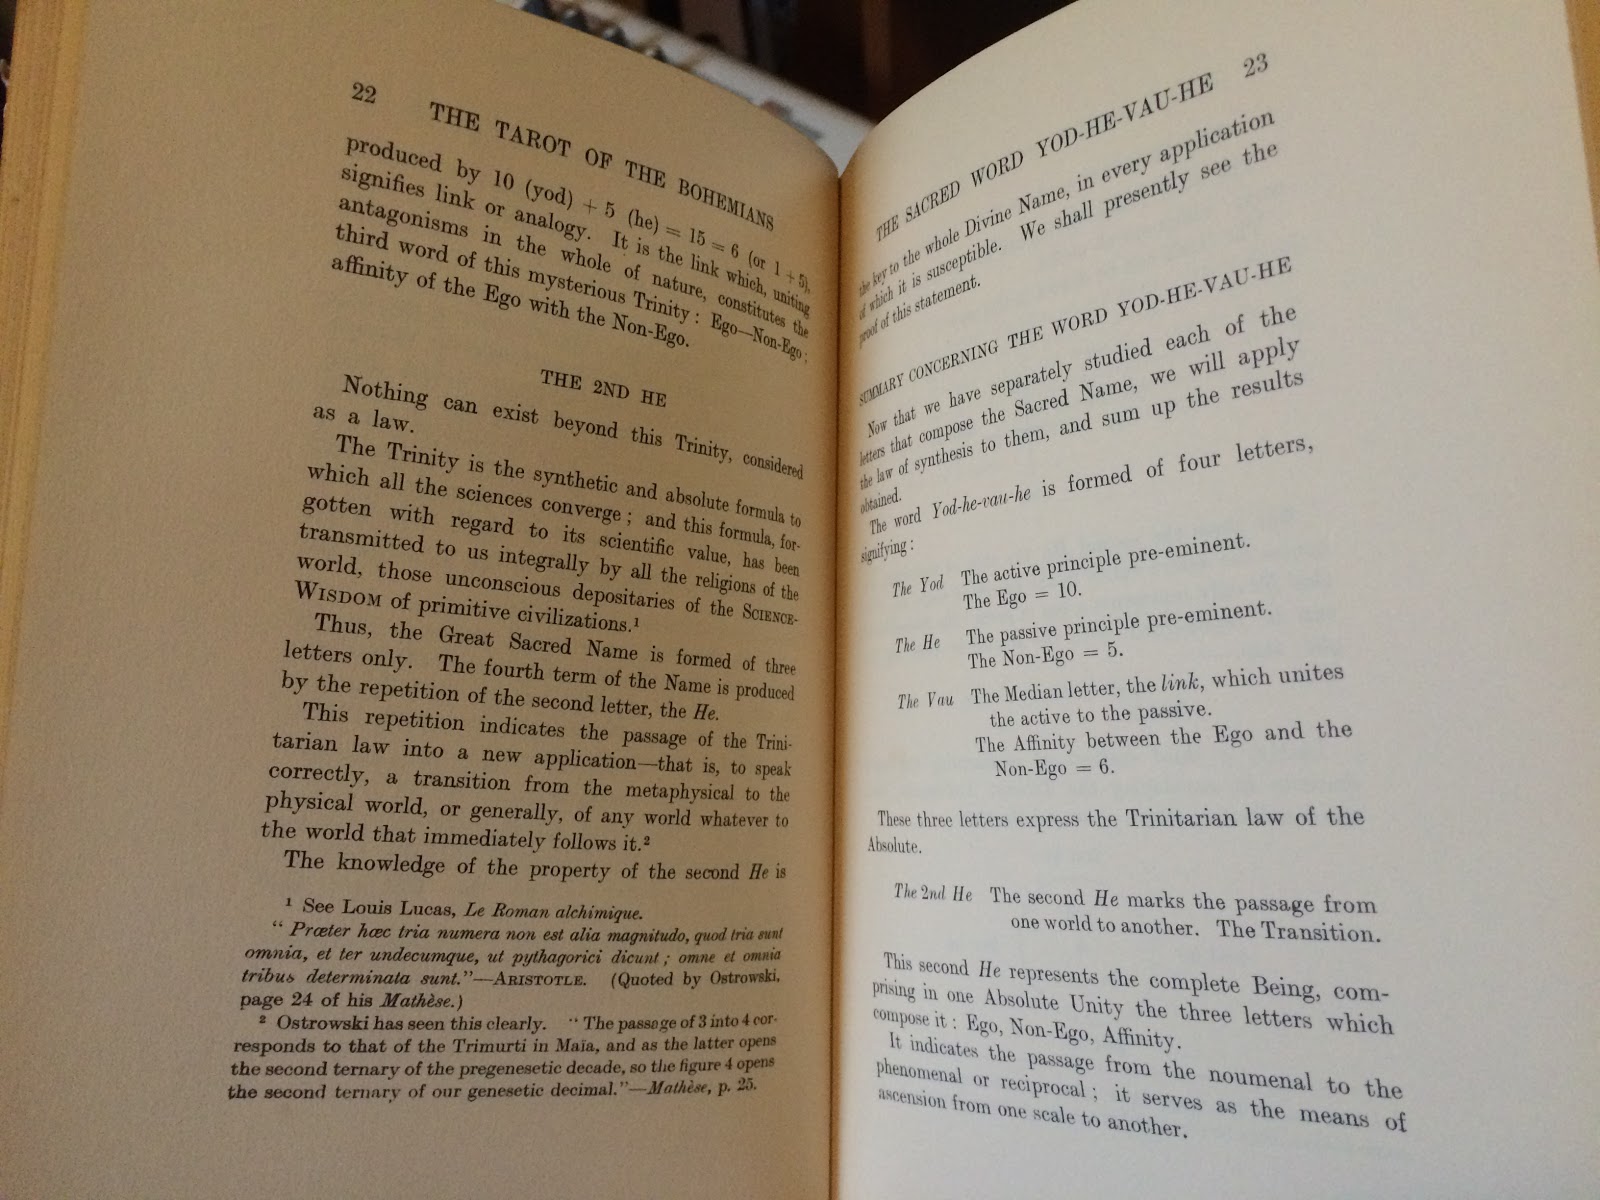 22 THE TAROT OF THE BOHEMIANS
produced by 10 (yod) + 5 (he) = 15 = 6 (or 1 + 5),
signifies link or analogy. It is the link which, uniting
antagonisms in the whole of nature, constitutes the
third word of this mysterious Trinity : Ego—Non-Ego ;
affinity of the Ego with the Non-Ego.
THE 2ND HE
Nothing can exist beyond this Trinity, considered
as a law.
The Trinity is the synthetic and absolute formula to
which all the sciences converge ; and this formula, for-
gotten with regard to its scientific value, has been
transmitted to us integrally by all the religions of the
world, those unconscious depositaries of the SCIENCE-
WISDOM of primitive civilizations.¹
Thus, the Great Sacred Name is formed of three
letters only. The fourth term of the Name is produced
by the repetition of the second letter, the He.
This repetition indicates the passage of the Trini-
tarian law into a new application—that is, to speak
correctly, a transition from the metaphysical to the
physical world, or generally, of any world whatever to
the world that immediately follows it.²
The knowledge of the property of the second He is
¹ See Louis Lucas, Le Roman alchimique.
“ Præter hæc tria numera non est alia magnitudo, quod tria sunt
omnia, et ter undecumque, ut pythagorici dicunt ; omne et omnia
tribus determinata sunt.”—ARISTOTLE. (Quoted by Ostrowski,
page 24 of his Mathèse.)
² Ostrowski has seen this clearly. “ The passage of 3 into 4 cor-
responds to that of the Trimurti in Maïa, and as the latter opens
the second ternary of the pregenesetic decade, so the figure 4 opens
the second ternary of our genesetic decimal.”—Mathèse, p. 25.
THE SACRED WORD YOD-HE-VAU-HE 23
the key to the whole Divine Name, in every application
of which it is susceptible. We shall presently see the
proof of this statement.
SUMMARY CONCERNING THE WORD YOD-HE-VAU-HE
Now that we have separately studied each of the
letters that compose the Sacred Name, we will apply
the law of synthesis to them, and sum up the results
obtained.
The word Yod-he-vau-he is formed of four letters,
signifying :
The Yod The active principle pre-eminent.
The Ego = 10.
The He The passive principle pre-eminent.
The Non-Ego = 5.
The Vau The Median letter, the link, which unites
the active to the passive.
The Affinity between the Ego and the
Non-Ego = 6.
These three letters express the Trinitarian law of the
Absolute.
The 2nd He The second He marks the passage from
one world to another. The Transition.
This second He represents the complete Being, com-
prising in one Absolute Unity the three letters which
compose it : Ego, Non-Ego, Affinity.
It indicates the passage from the noumenal to the
phenomenal or reciprocal ; it serves as the means of
ascension from one scale to another.